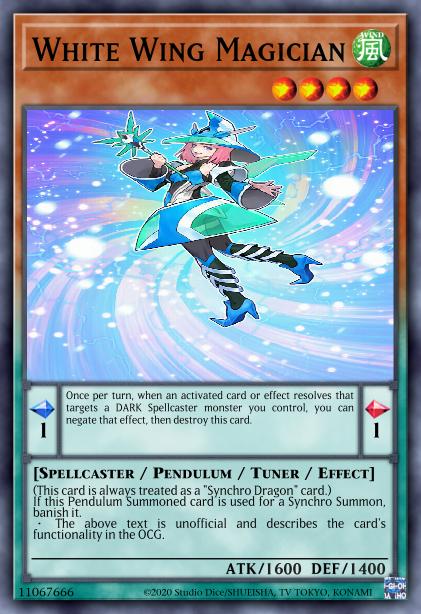 White Wing Magician
WIND
風
Once per turn, when an activated card or effect resolves that
targets a DARK Spellcaster monster you control, you can
negate that effect, then destroy this card.
1
1
[Spellcaster / Pendulum / Tuner / Effect]
(This card is always treated as a "Synchro Dragon" card.)
If this Pendulum Summoned card is used for a Synchro Summon,
banish it.
· The above text is unofficial and describes the card's
functionality in the OCG.
ATK/1600 DEF/1400
11067666
©2020 Studio Dice/SHUEISHA, TV TOKYO, KONAMI